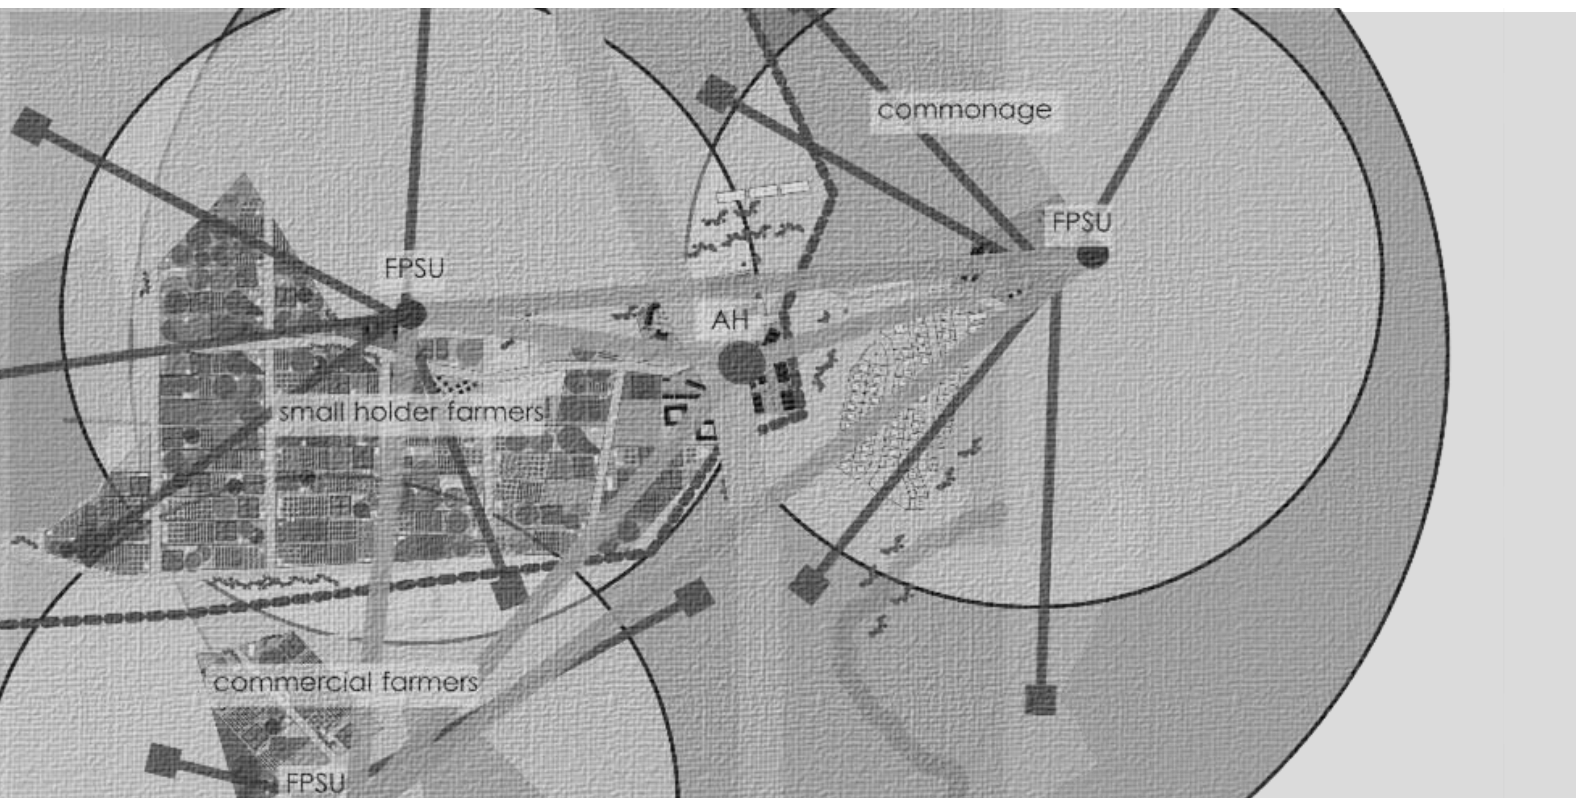 commonage
FPSU
FPSU
AH
small holder farmers
commercial farmers
FPSU